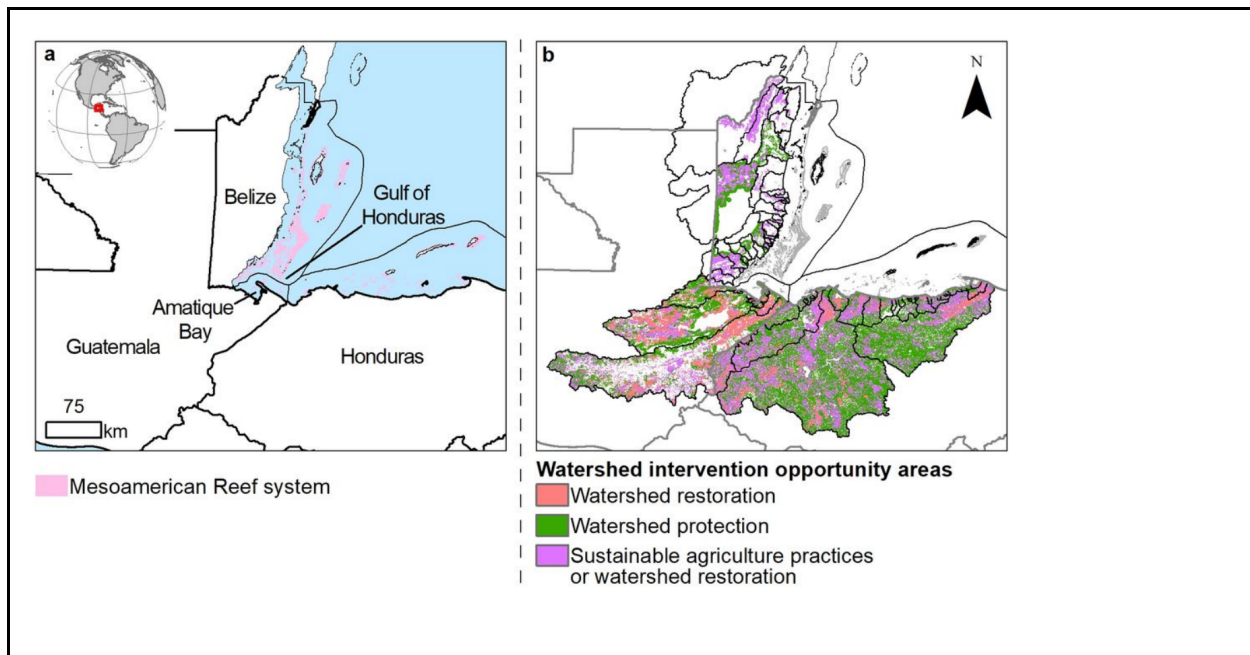 a
Belize
Gulf of
Honduras
Amatique
Bay
Guatemala
Honduras
75
km
Mesoamerican Reef system
b
N
Watershed intervention opportunity areas
Watershed restoration
Watershed protection
Sustainable agriculture practices
or watershed restoration